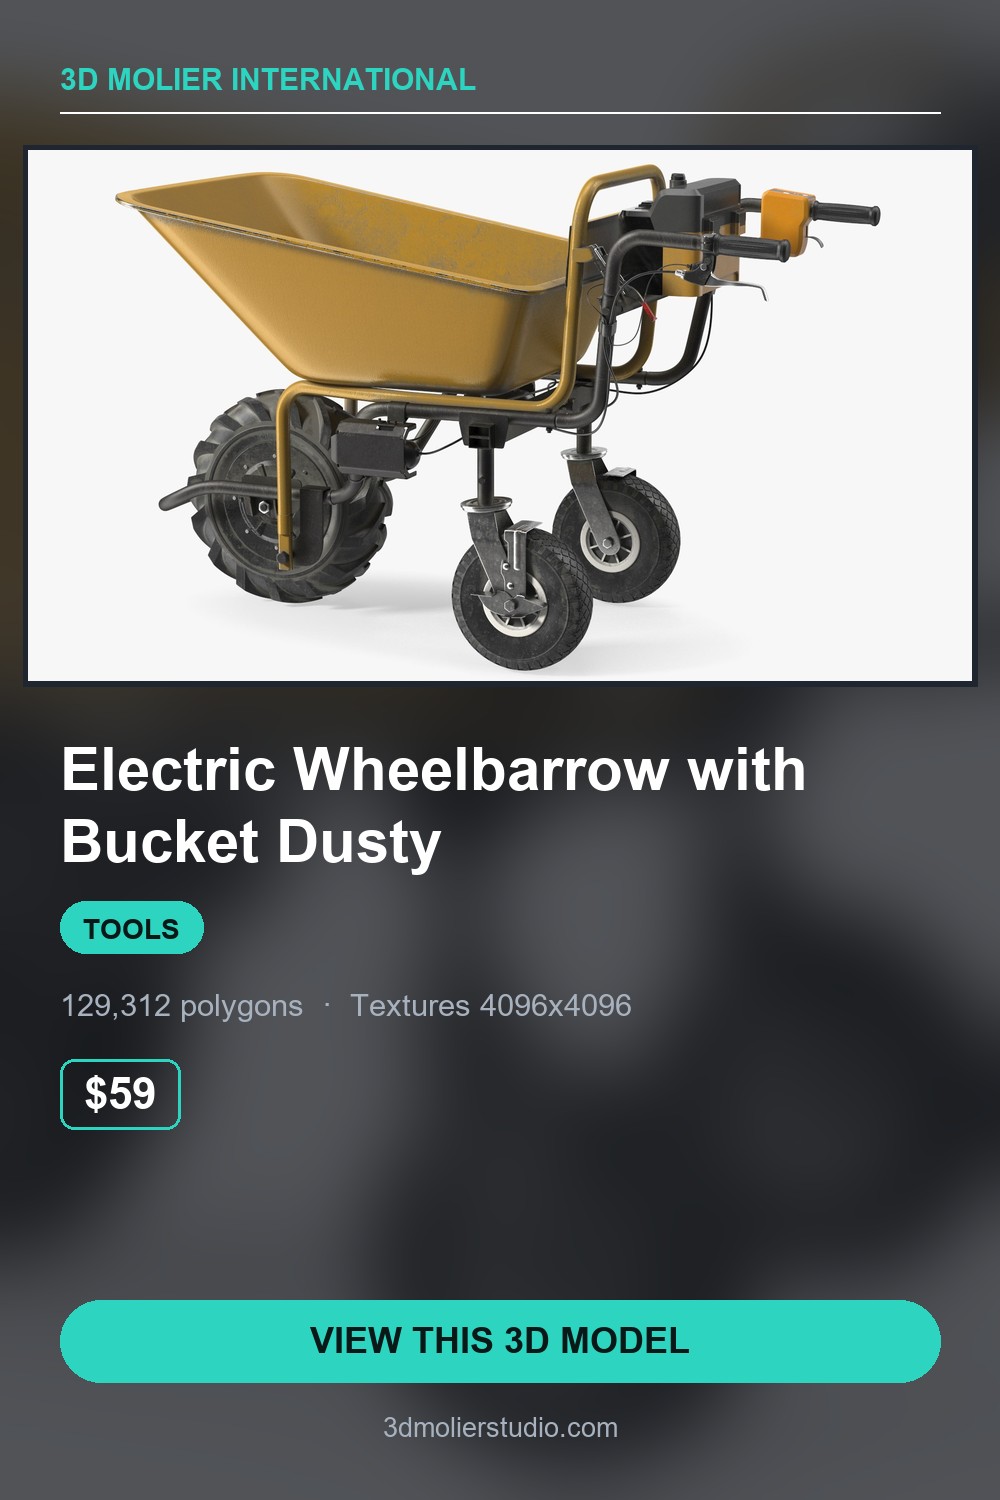 3D MOLIER INTERNATIONAL
Electric Wheelbarrow with
Bucket Dusty
TOOLS
129,312 polygons · Textures 4096x4096
$59
VIEW THIS 3D MODEL
3dmolierstudio.com